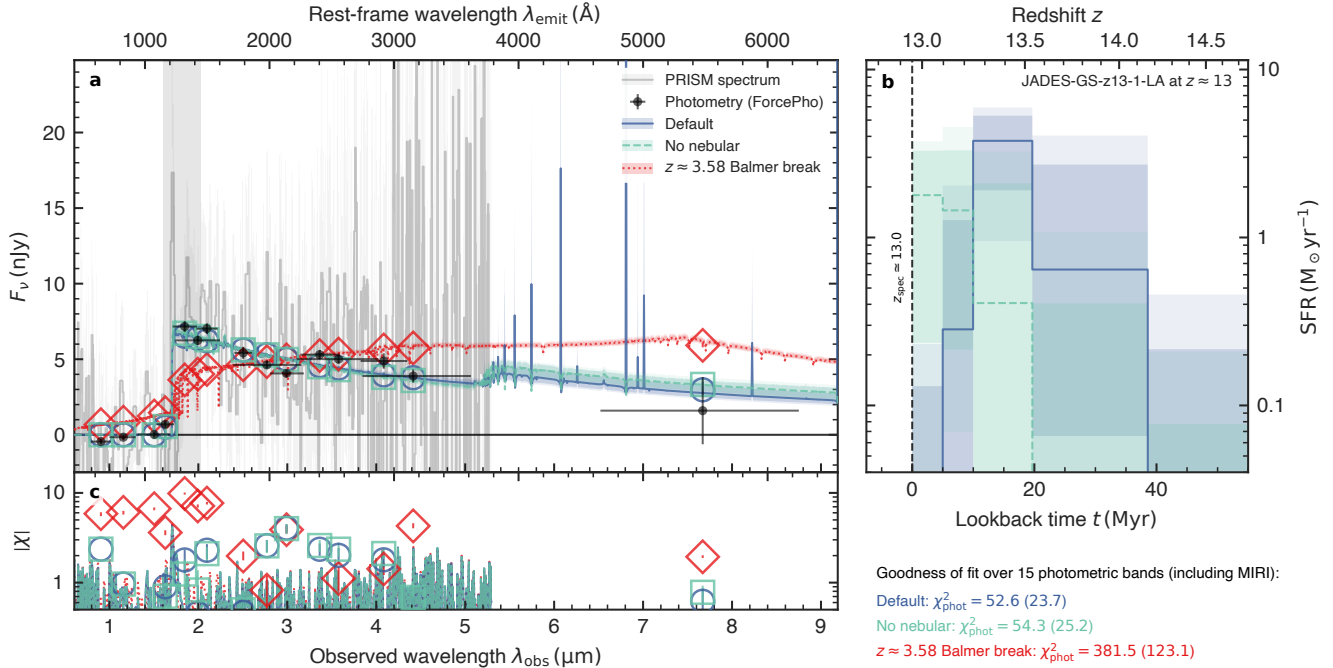 Rest-frame wavelength λemit (Å)
1000 2000 3000 4000 5000 6000
a
PRISM spectrum
Photometry (ForcePho)
Default
No nebular
z ≈ 3.58 Balmer break
20
15
10
5
0
Fν (nJy)
c
10
1
|χ|
1 2 3 4 5 6 7 8 9
Observed wavelength λobs (μm)
Redshift z
13.0 13.5 14.0 14.5
b
JADES-GS-z13-1-LA at z ≈ 13
zspec ≈ 13.0
10
1
0.1
SFR (M⊙ yr⁻¹)
0 20 40
Lookback time t (Myr)
Goodness of fit over 15 photometric bands (including MIRI):
Default: χ²phot = 52.6 (23.7)
No nebular: χ²phot = 54.3 (25.2)
z ≈ 3.58 Balmer break: χ²phot = 381.5 (123.1)